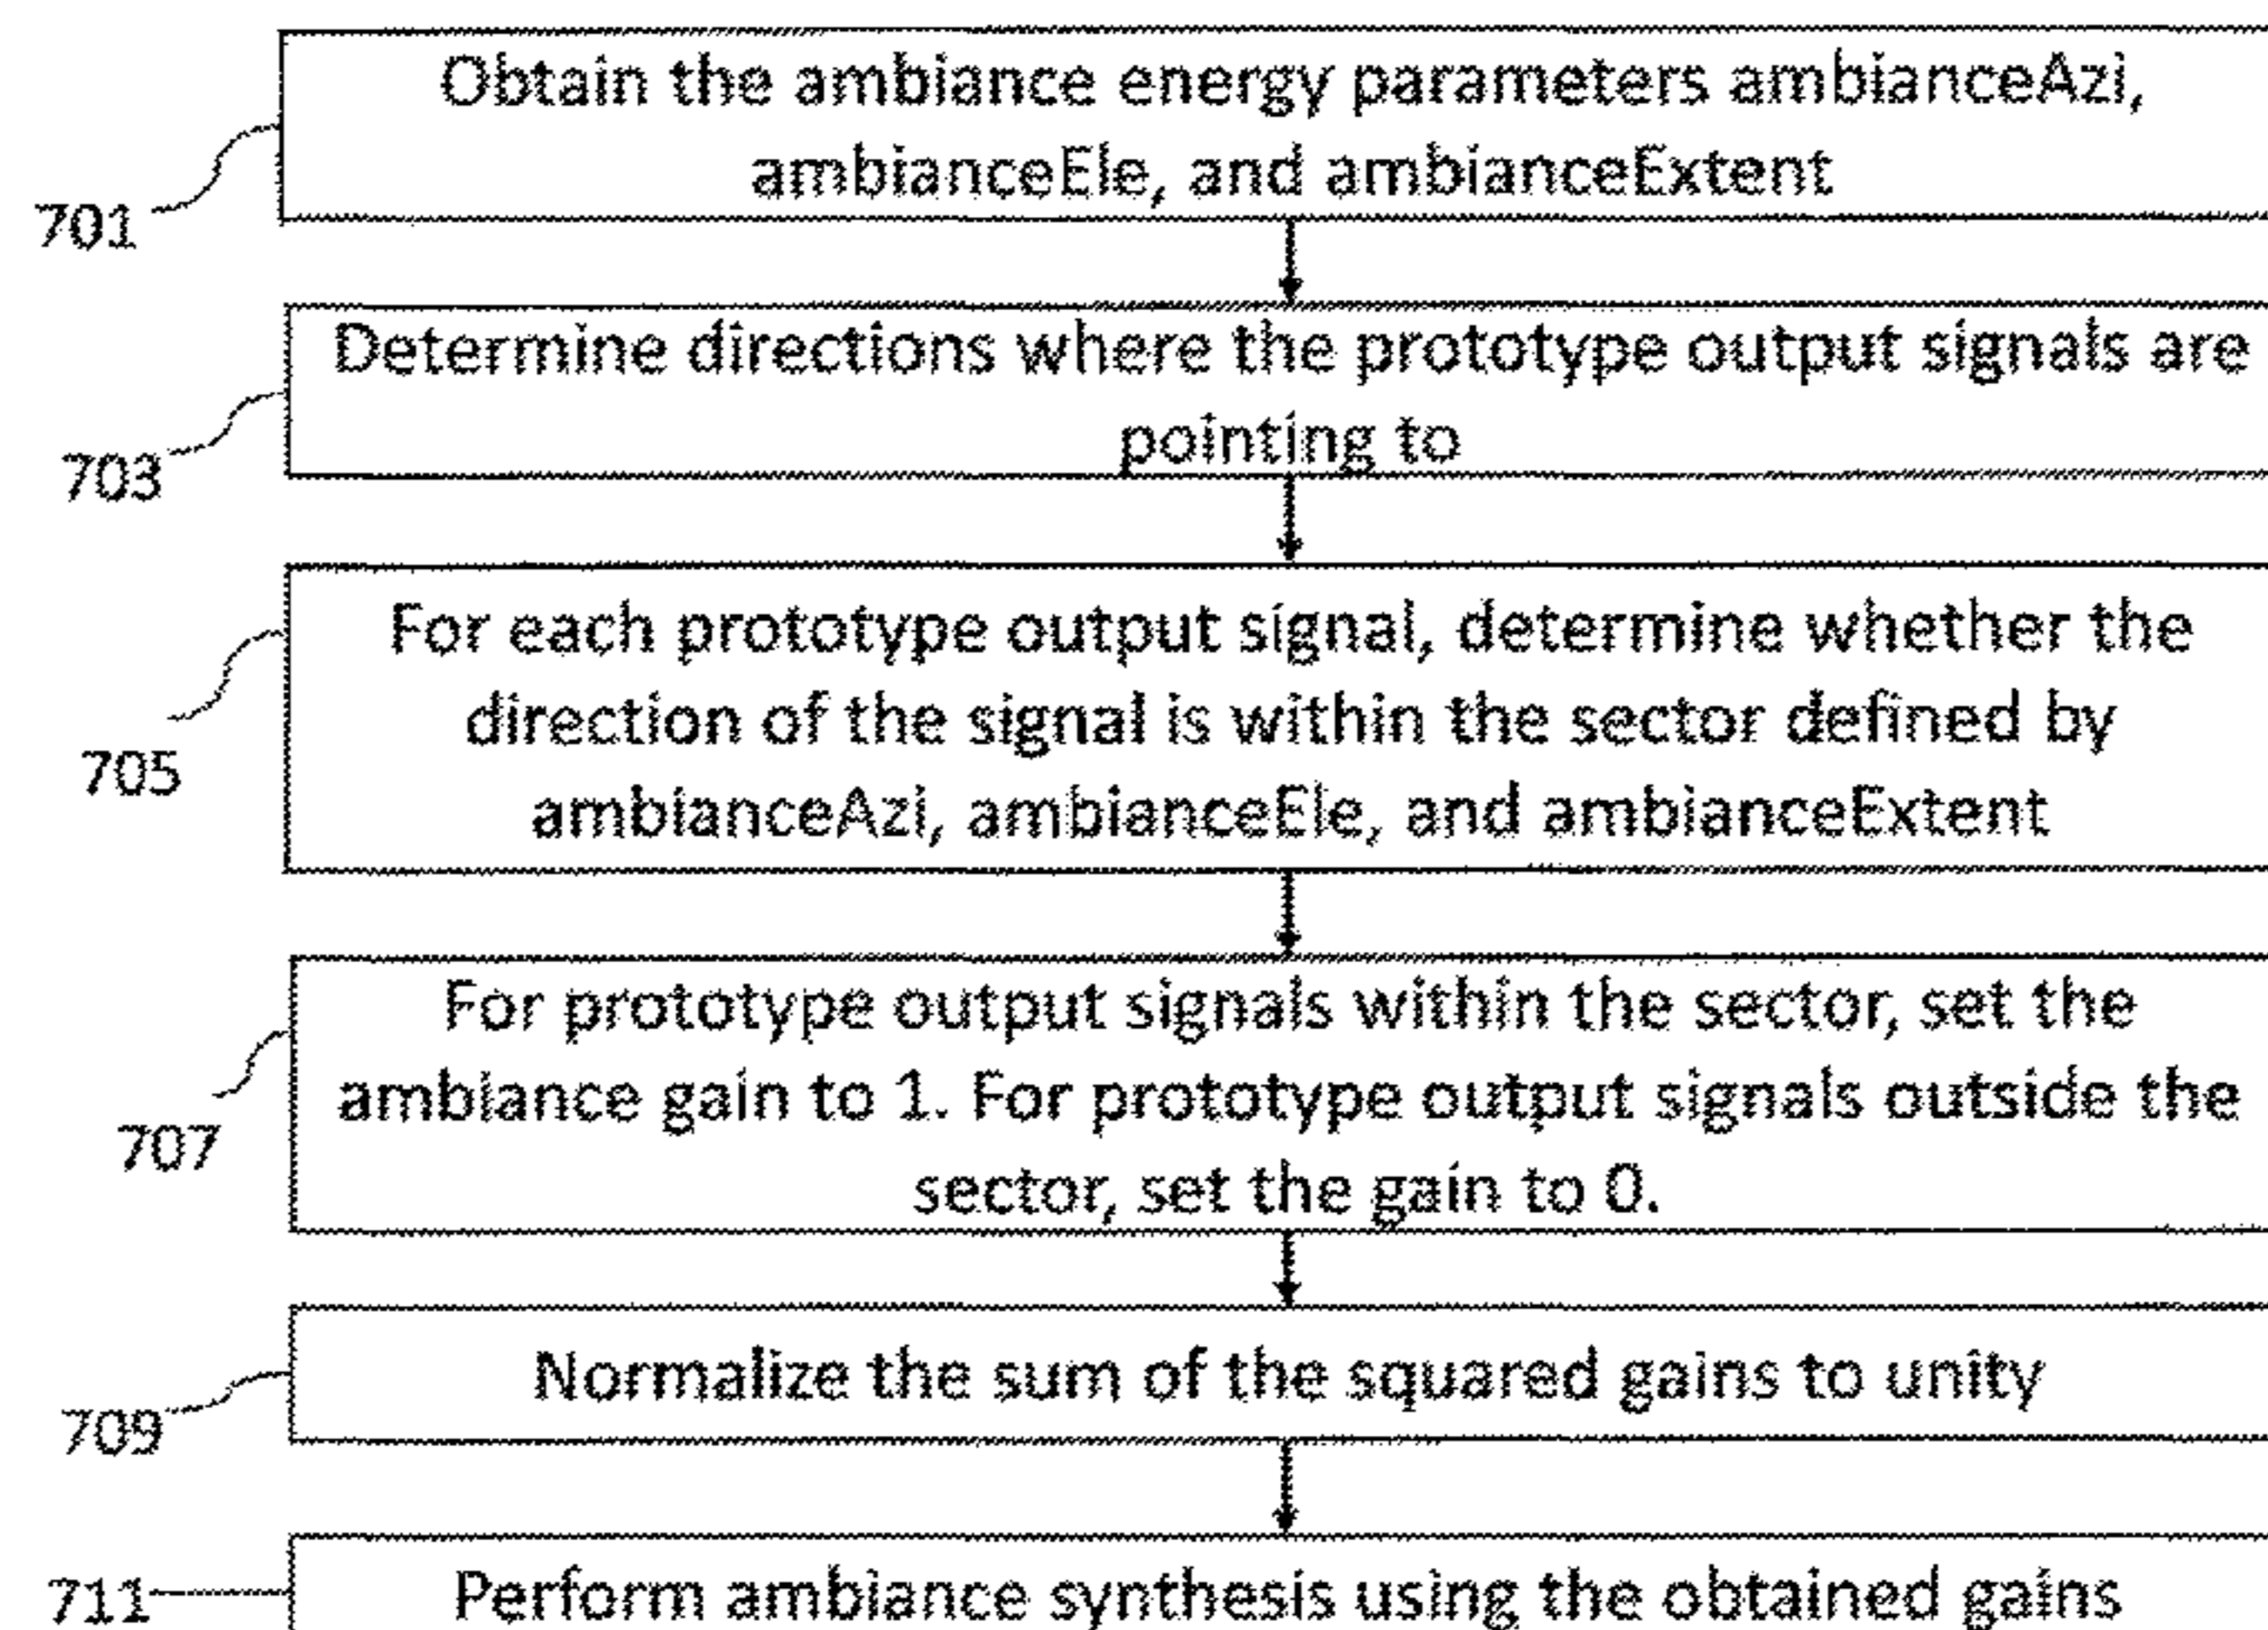 Obtain the ambiance energy parameters ambianceAzi,
ambianceEle, and ambianceExtent
701
Determine directions where the prototype output signals are
pointing to
703
For each prototype output signal, determine whether the
direction of the signal is within the sector defined by
ambianceAzi, ambianceEle, and ambianceExtent
705
For prototype output signals within the sector, set the
ambiance gain to 1. For prototype output signals outside the
sector, set the gain to 0.
707
Normalize the sum of the squared gains to unity
709
Perform ambiance synthesis using the obtained gains
711